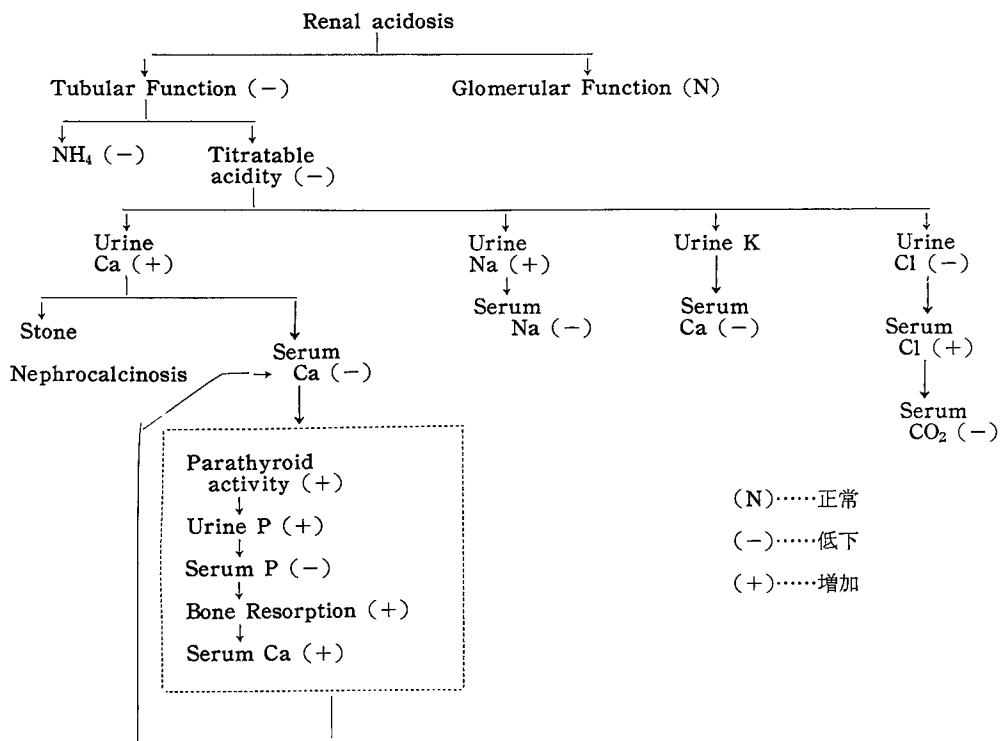 Renal acidosis
Tubular Function (−)
Glomerular Function (N)
NH₄ (−)
Titratable
acidity (−)
Urine
Ca (+)
Urine
Na (+)
Urine K
Urine
Cl (−)
Stone
Nephrocalcinosis
Serum
Ca (−)
Serum
Na (−)
Serum
Ca (−)
Serum
Cl (+)
Serum
CO₂ (−)
Parathyroid
activity (+)
Urine P (+)
Serum P (−)
Bone Resorption (+)
Serum Ca (+)
(N)……正常
(−)……低下
(+)……増加